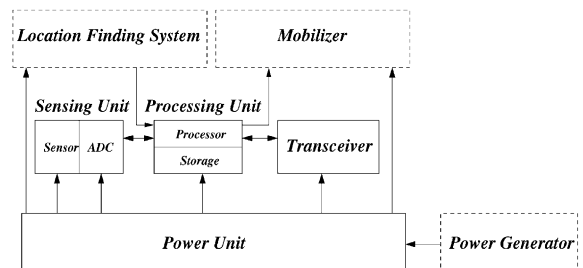 Location Finding System
Mobilizer
Sensing Unit
Processing Unit
Sensor
ADC
Processor
Storage
Transceiver
Power Unit
Power Generator